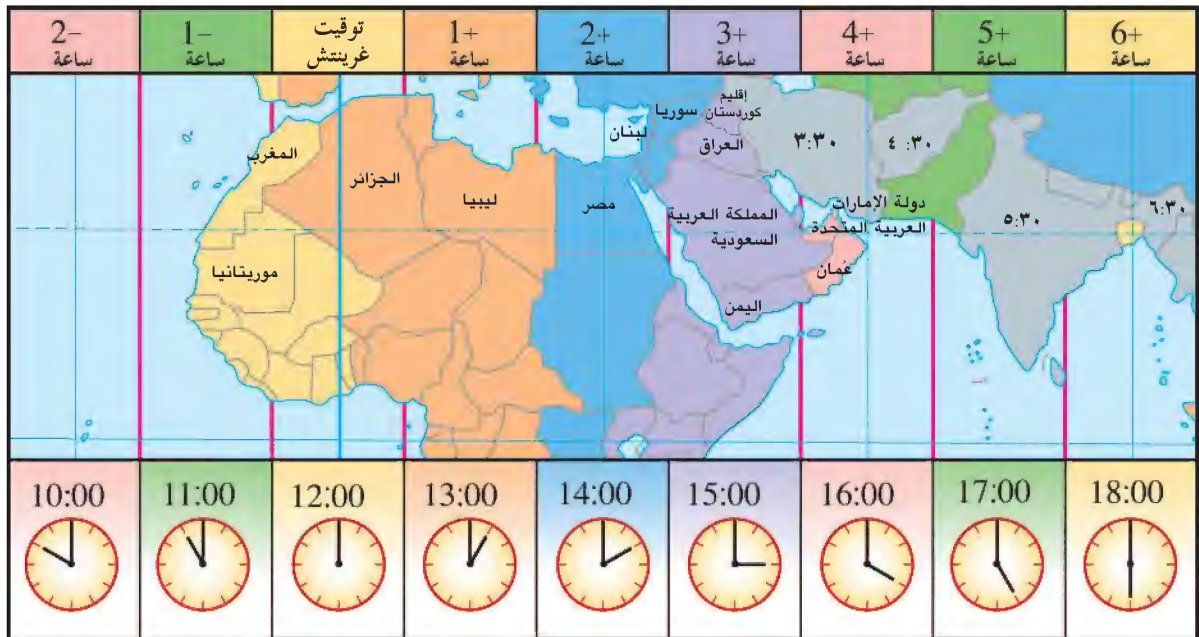 2-
ساعة
1-
ساعة
توقيت
غرينتش
1+
ساعة
2+
ساعة
3+
ساعة
4+
ساعة
5+
ساعة
6+
ساعة
إقليم
كوردستان
سوريا
لبنان
العراق
٣:٣٠
٤:٣٠
المغرب
الجزائر
ليبيا
مصر
المملكة العربية
السعودية
دولة الإمارات
العربية المتحدة
٥:٣٠
٦:٣٠
موريتانيا
عُمان
اليمن
10:00
11:00
12:00
13:00
14:00
15:00
16:00
17:00
18:00